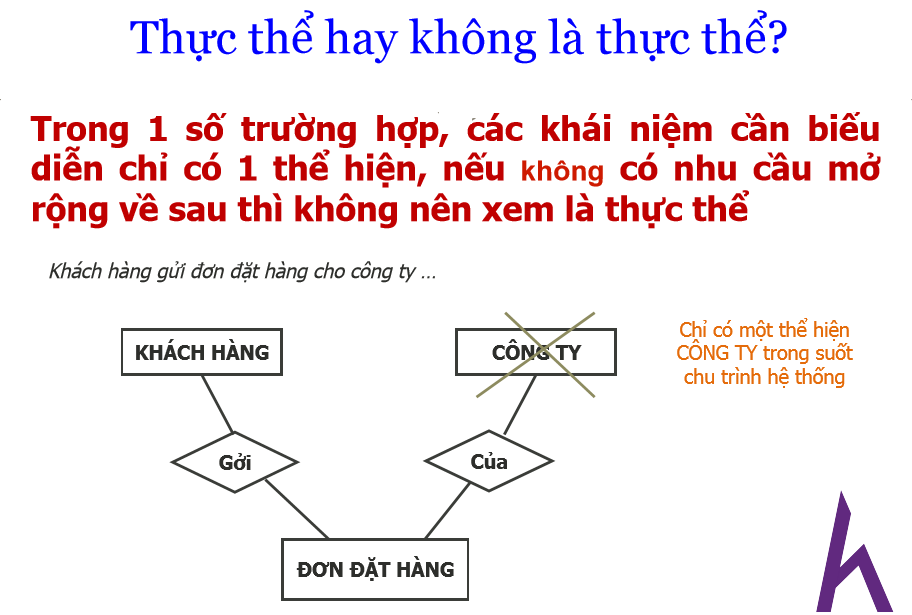 Thực thể hay không là thực thể?
Trong 1 số trường hợp, các khái niệm cần biểu
diễn chỉ có 1 thể hiện, nếu không có nhu cầu mở
rộng về sau thì không nên xem là thực thể
Khách hàng gửi đơn đặt hàng cho công ty ...
KHÁCH HÀNG
CÔNG TY
Chỉ có một thể hiện
CÔNG TY trong suốt
chu trình hệ thống
Gởi
Của
ĐƠN ĐẶT HÀNG